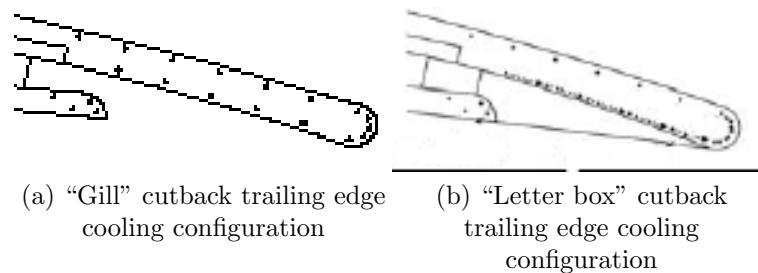 (a) “Gill” cutback trailing edge
cooling configuration
(b) “Letter box” cutback
trailing edge cooling
configuration